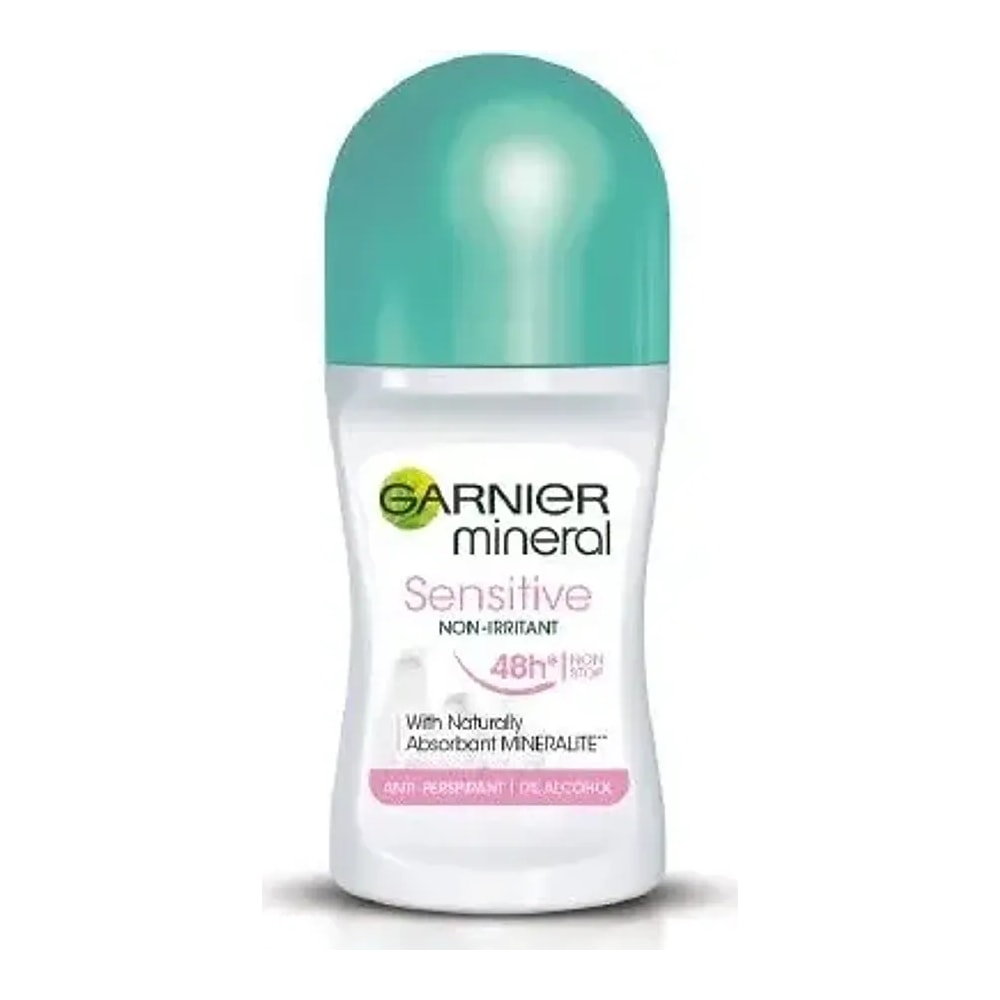 GARNIER
mineral
Sensitive
NON-IRRITANT
48h* | NON
STOP
With Naturally
Absorbant MINERALITE**
ANTI-PERSPIRANT | 0% ALCOHOL